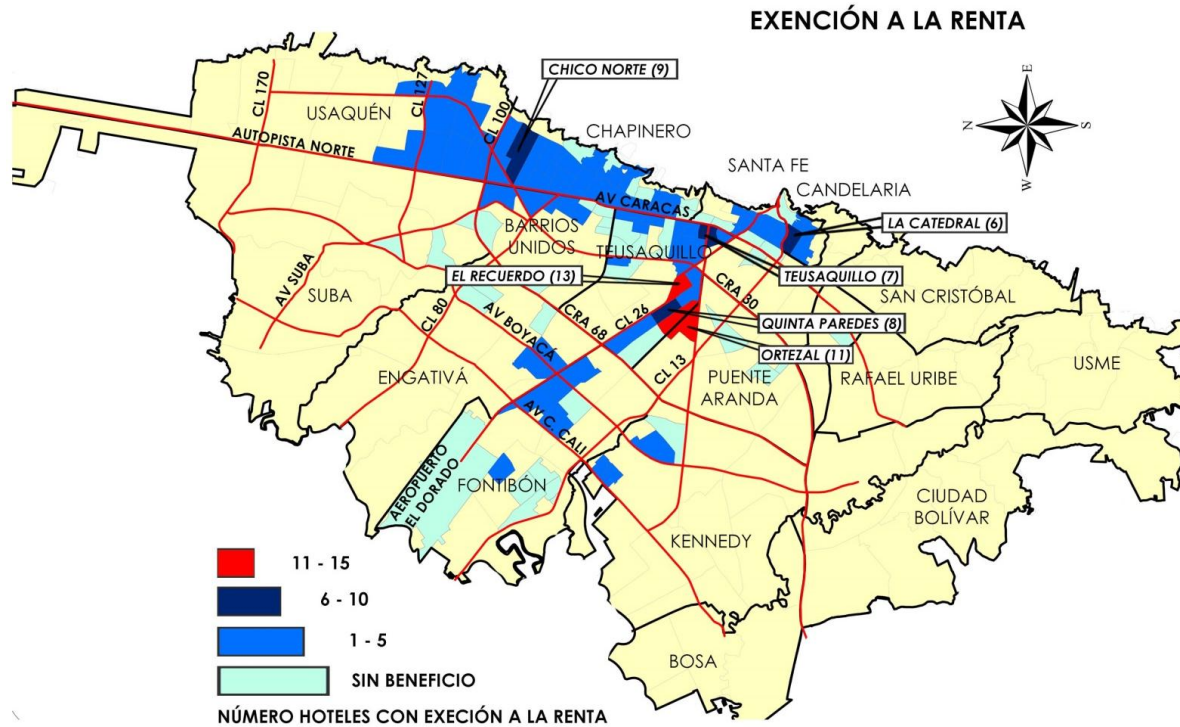 EXENCIÓN A LA RENTA
CHICO NORTE (9)
E
N
S
W
CL 170
USAQUÉN
CL 127
CL 100
CHAPINERO
AUTOPISTA NORTE
SANTA FE
CANDELARIA
AV CARACAS
LA CATEDRAL (6)
BARRIOS
UNIDOS
TEUSAQUILLO
EL RECUERDO (13)
TEUSAQUILLO (7)
AV SUBA
SUBA
CL 80
AV BOYACÁ
CRA 68
CL 26
CRA 30
SAN CRISTÓBAL
QUINTA PAREDES (8)
ORTEZAL (11)
CL 13
USME
ENGATIVÁ
PUENTE
ARANDA
RAFAEL URIBE
AV C. CALI
AEROPUERTO
EL DORADO
FONTIBÓN
CIUDAD
BOLÍVAR
KENNEDY
BOSA
11 - 15
6 - 10
1 - 5
SIN BENEFICIO
NÚMERO HOTELES CON EXECIÓN A LA RENTA